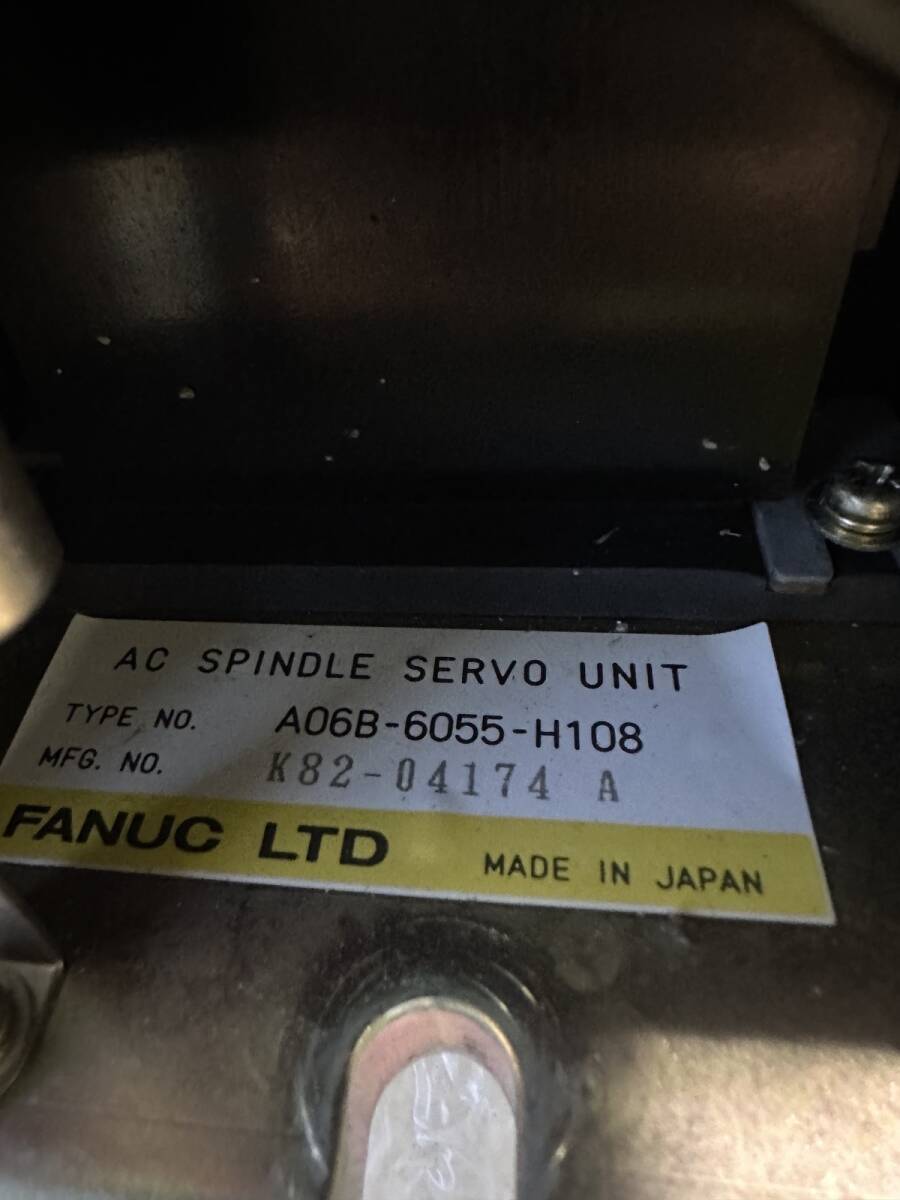 AC SPINDLE SERVO UNIT
TYPE NO. A06B-6055-H108
MFG. NO. K82-04174 A
FANUC LTD MADE IN JAPAN